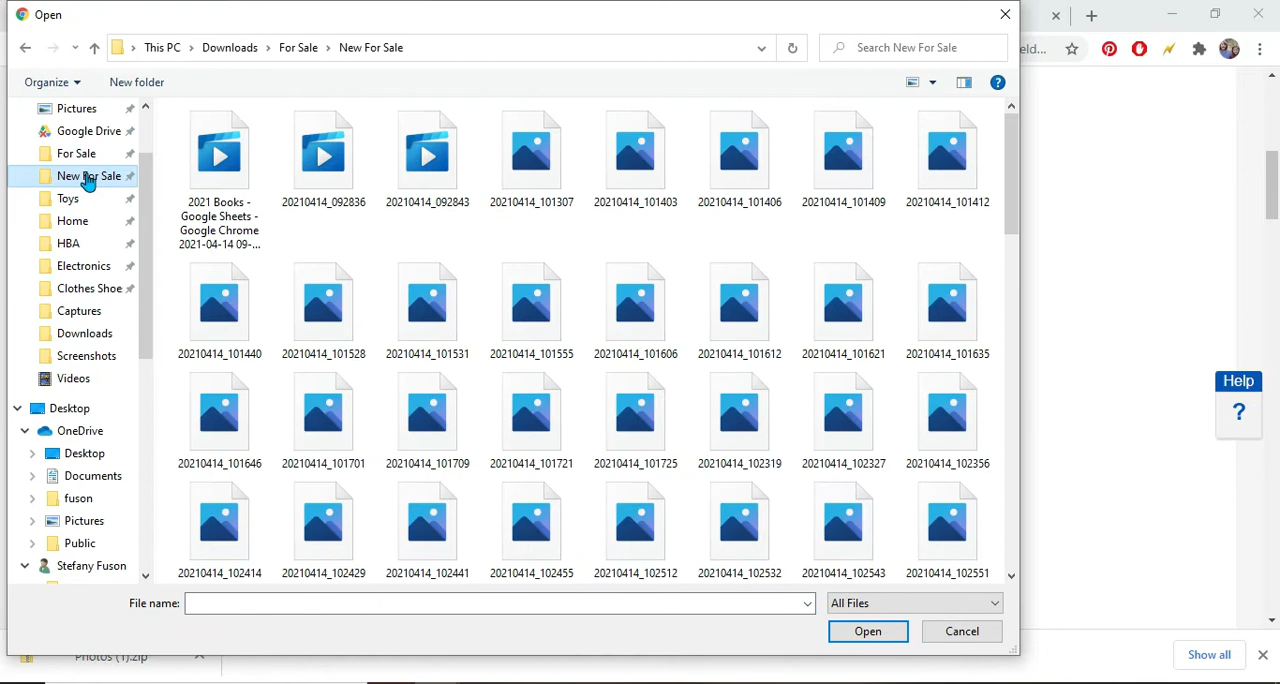 Open
This PC > Downloads > For Sale > New For Sale
Search New For Sale
eld...
Organize
New folder
?
Pictures
Google Drive
For Sale
New For Sale
Toys
Home
HBA
Electronics
Clothes Shoe
Captures
Downloads
Screenshots
Videos
Desktop
OneDrive
Desktop
Documents
fuson
Pictures
Public
Stefany Fuson
2021 Books -
Google Sheets -
Google Chrome
2021-04-14 09-...
20210414_092836
20210414_092843
20210414_101307
20210414_101403
20210414_101406
20210414_101409
20210414_101412
20210414_101440
20210414_101528
20210414_101531
20210414_101555
20210414_101606
20210414_101612
20210414_101621
20210414_101635
20210414_101646
20210414_101701
20210414_101709
20210414_101721
20210414_101725
20210414_102319
20210414_102327
20210414_102356
20210414_102414
20210414_102429
20210414_102441
20210414_102455
20210414_102512
20210414_102532
20210414_102543
20210414_102551
File name:
All Files
Open
Cancel
Help
?
Photos (1).zip
Show all